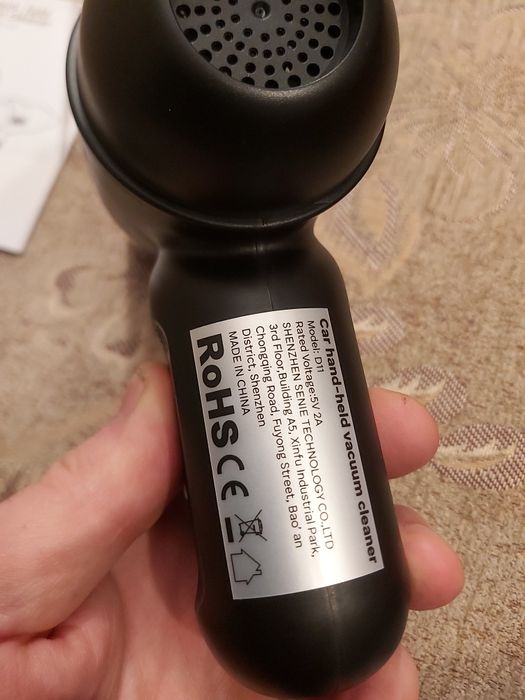 Car hand-held vacuum cleaner
Model: D11
Rated Voltage:5V 2A
SHENZHEN SENIE TECHNOLOGY CO.,LTD
3rd Floor,Building A5, Xinfu Industrial Park,
Chongqing Road, Fuyong Street, Bao' an
District, Shenzhen
MADE IN CHINA
RoHS CE